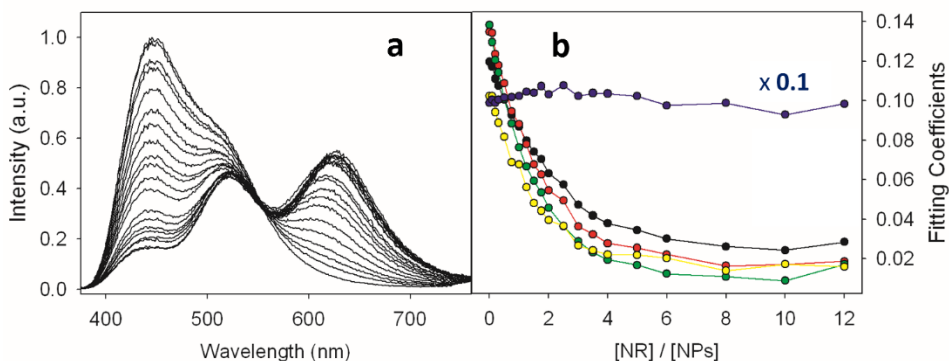 a
Intensity (a.u.)
1.0
0.8
0.6
0.4
0.2
0.0
400 500 600 700
Wavelength (nm)
b
x 0.1
0.14
0.12
0.10
0.08
0.06
0.04
0.02
Fitting Coefficients
0 2 4 6 8 10 12
[NR] / [NPs]